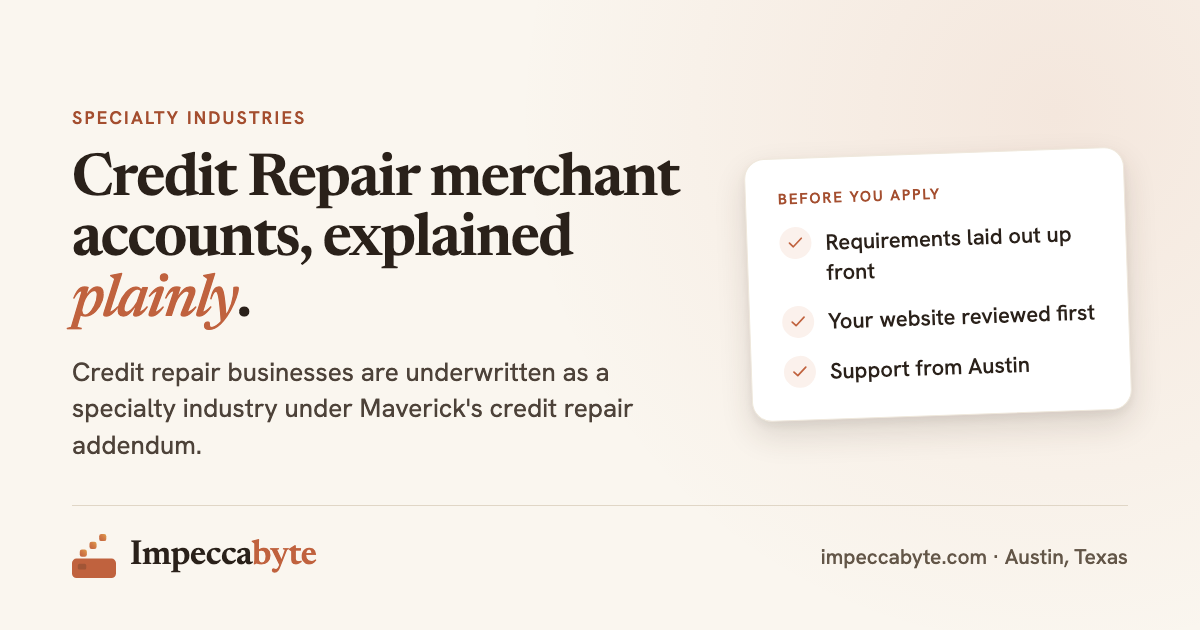 SPECIALTY INDUSTRIES
Credit Repair merchant
accounts, explained
plainly.
Credit repair businesses are underwritten as a
specialty industry under Maverick's credit repair
addendum.
BEFORE YOU APPLY
Requirements laid out up
front
Your website reviewed first
Support from Austin
Impeccabyte
impeccabyte.com · Austin, Texas